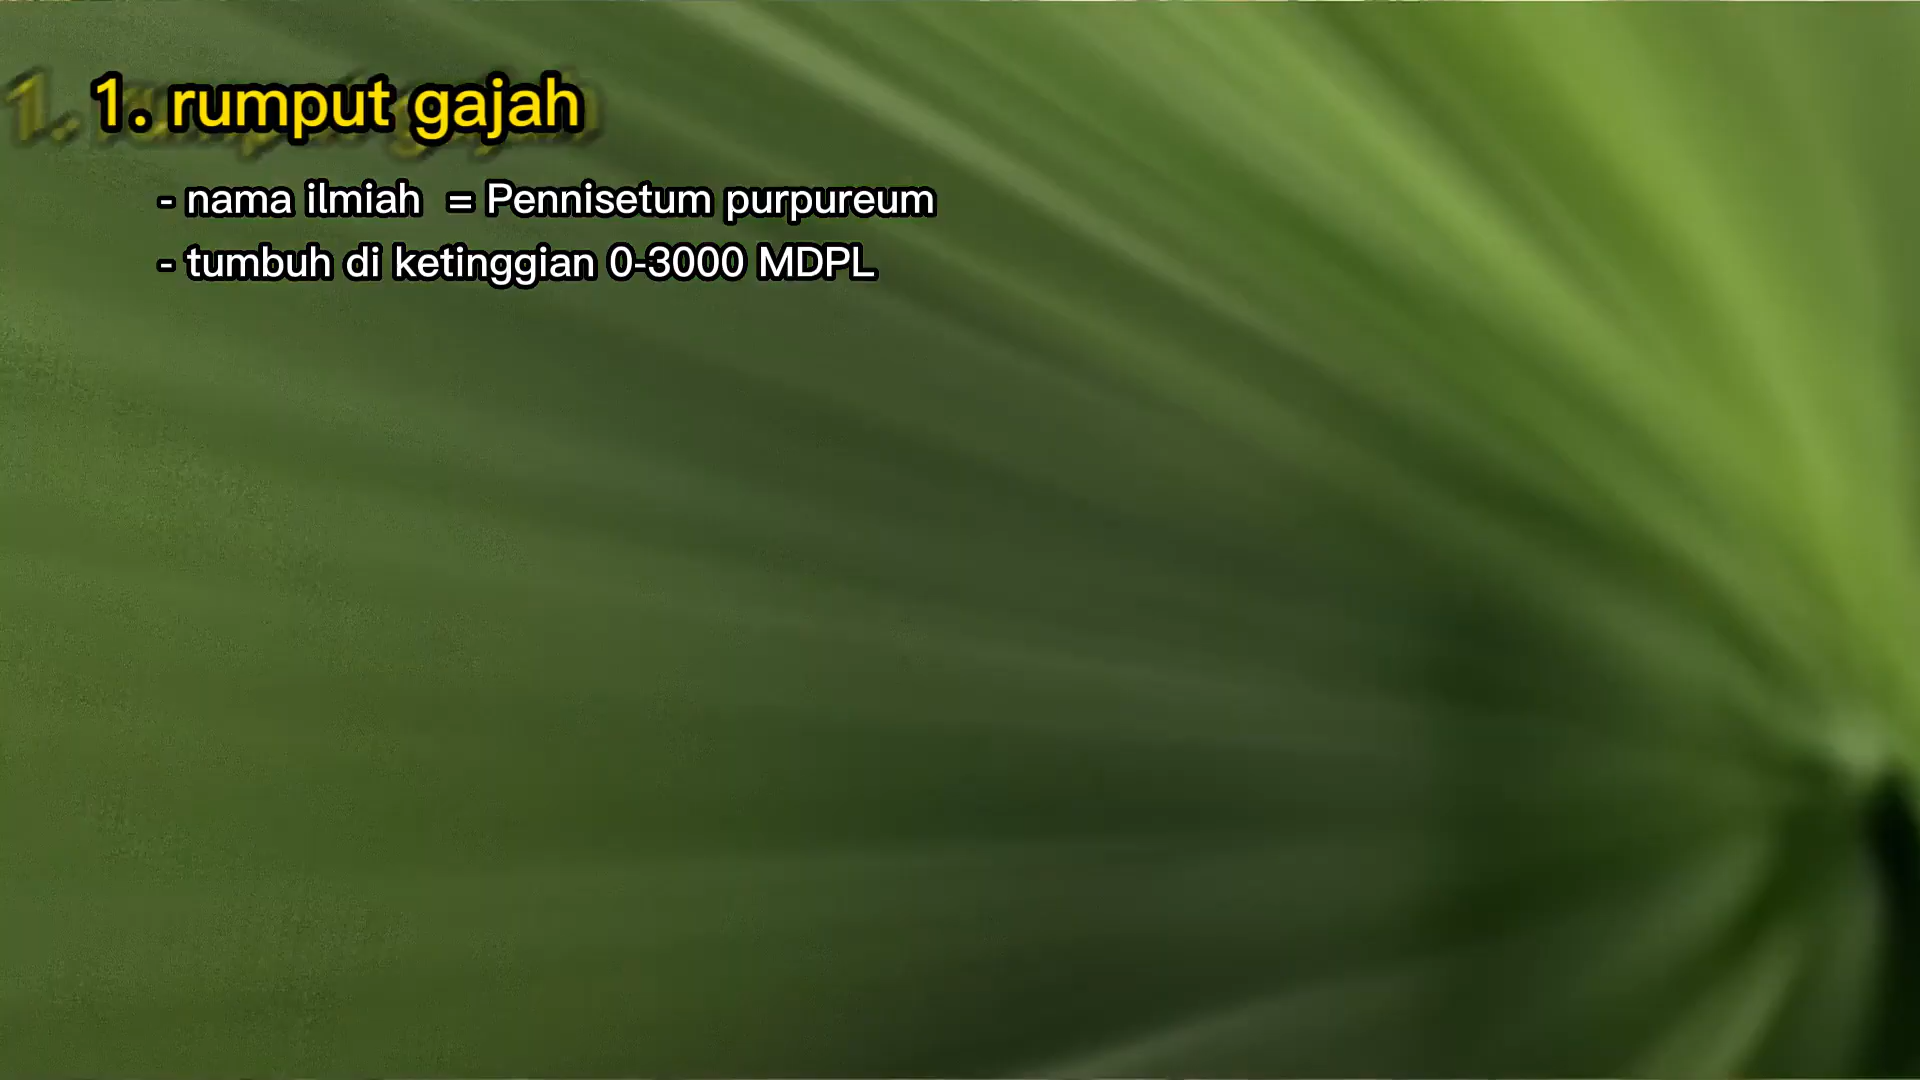 1. rumput gajah
- nama ilmiah = Pennisetum purpureum
- tumbuh di ketinggian 0-3000 MDPL